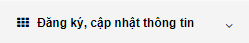 Đăng ký, cập nhật thông tin